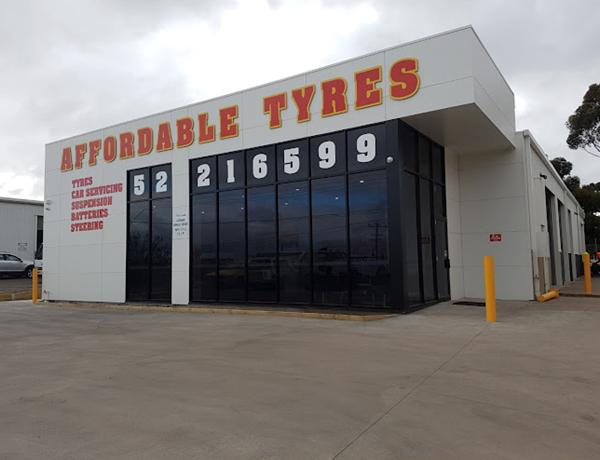 AFFORDABLE TYRES
TYRES
CAR SERVICING
SUSPENSION
BATTERIES
STEERING
52 216599